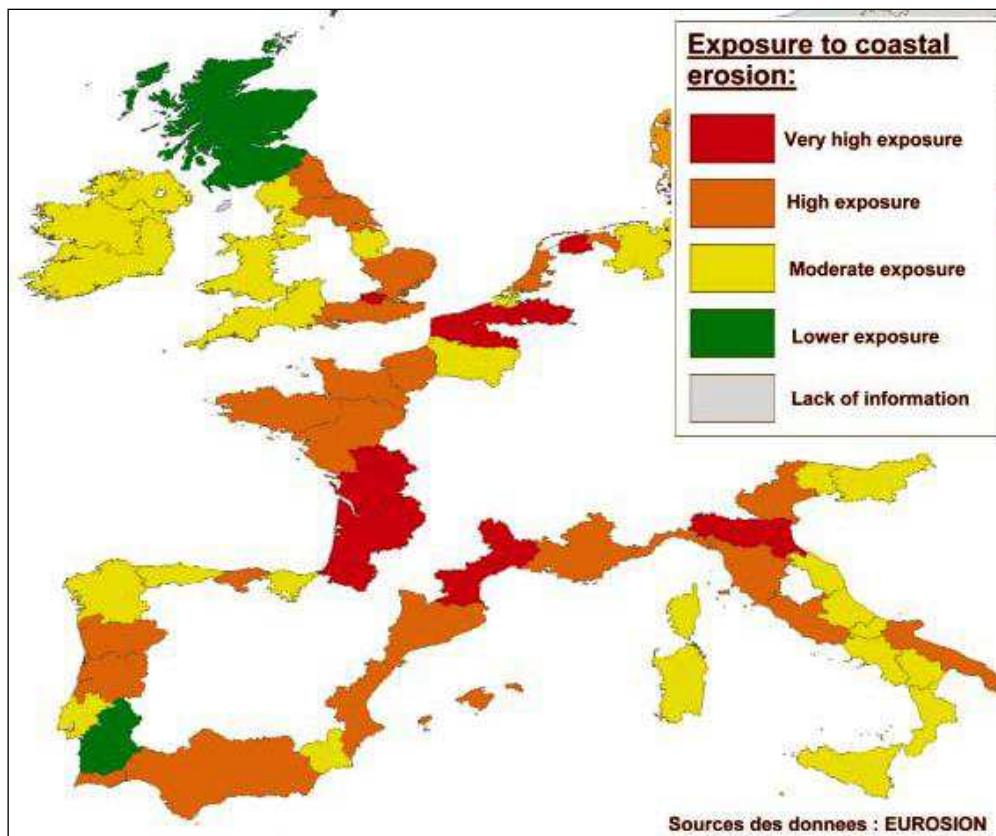 Exposure to coastal
erosion:
Very high exposure
High exposure
Moderate exposure
Lower exposure
Lack of information
Sources des donnees : EUROSION